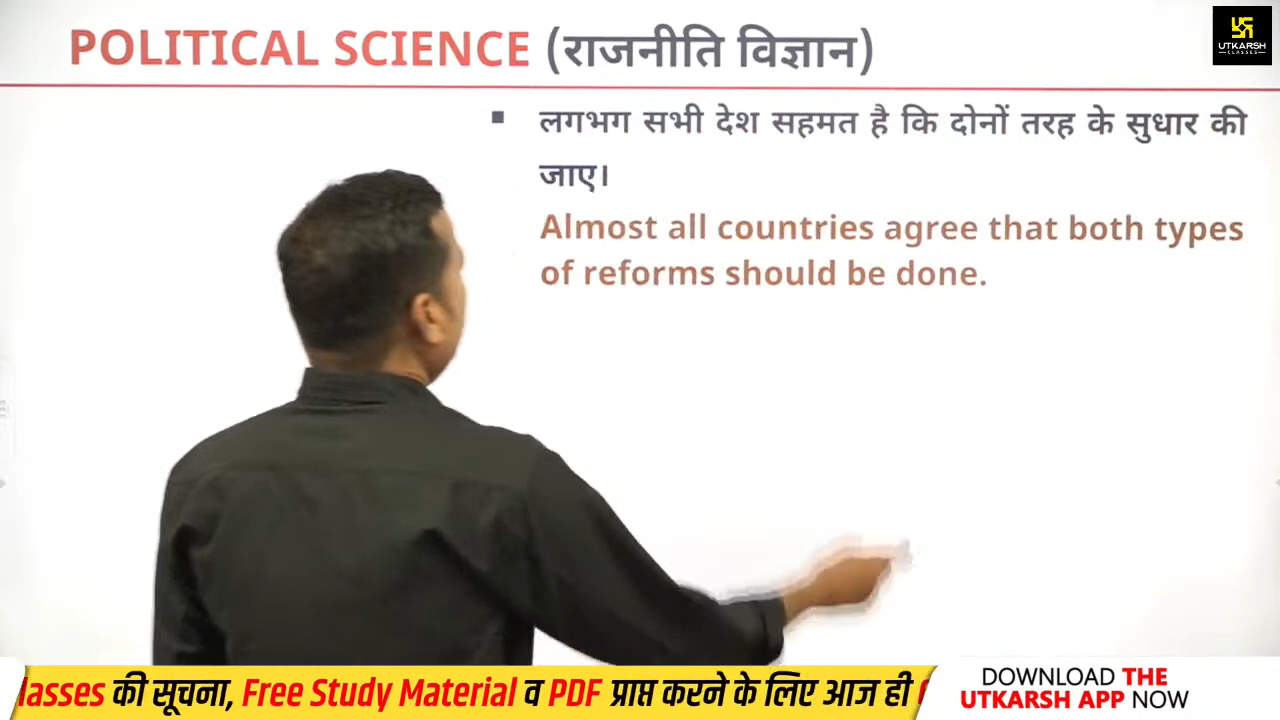 POLITICAL SCIENCE (राजनीति विज्ञान)
UTKARSH
CLASSES
▪ लगभग सभी देश सहमत है कि दोनों तरह के सुधार की
जाए।
Almost all countries agree that both types
of reforms should be done.
lasses की सूचना, Free Study Material व PDF प्राप्त करने के लिए आज ही
DOWNLOAD THE
UTKARSH APP NOW